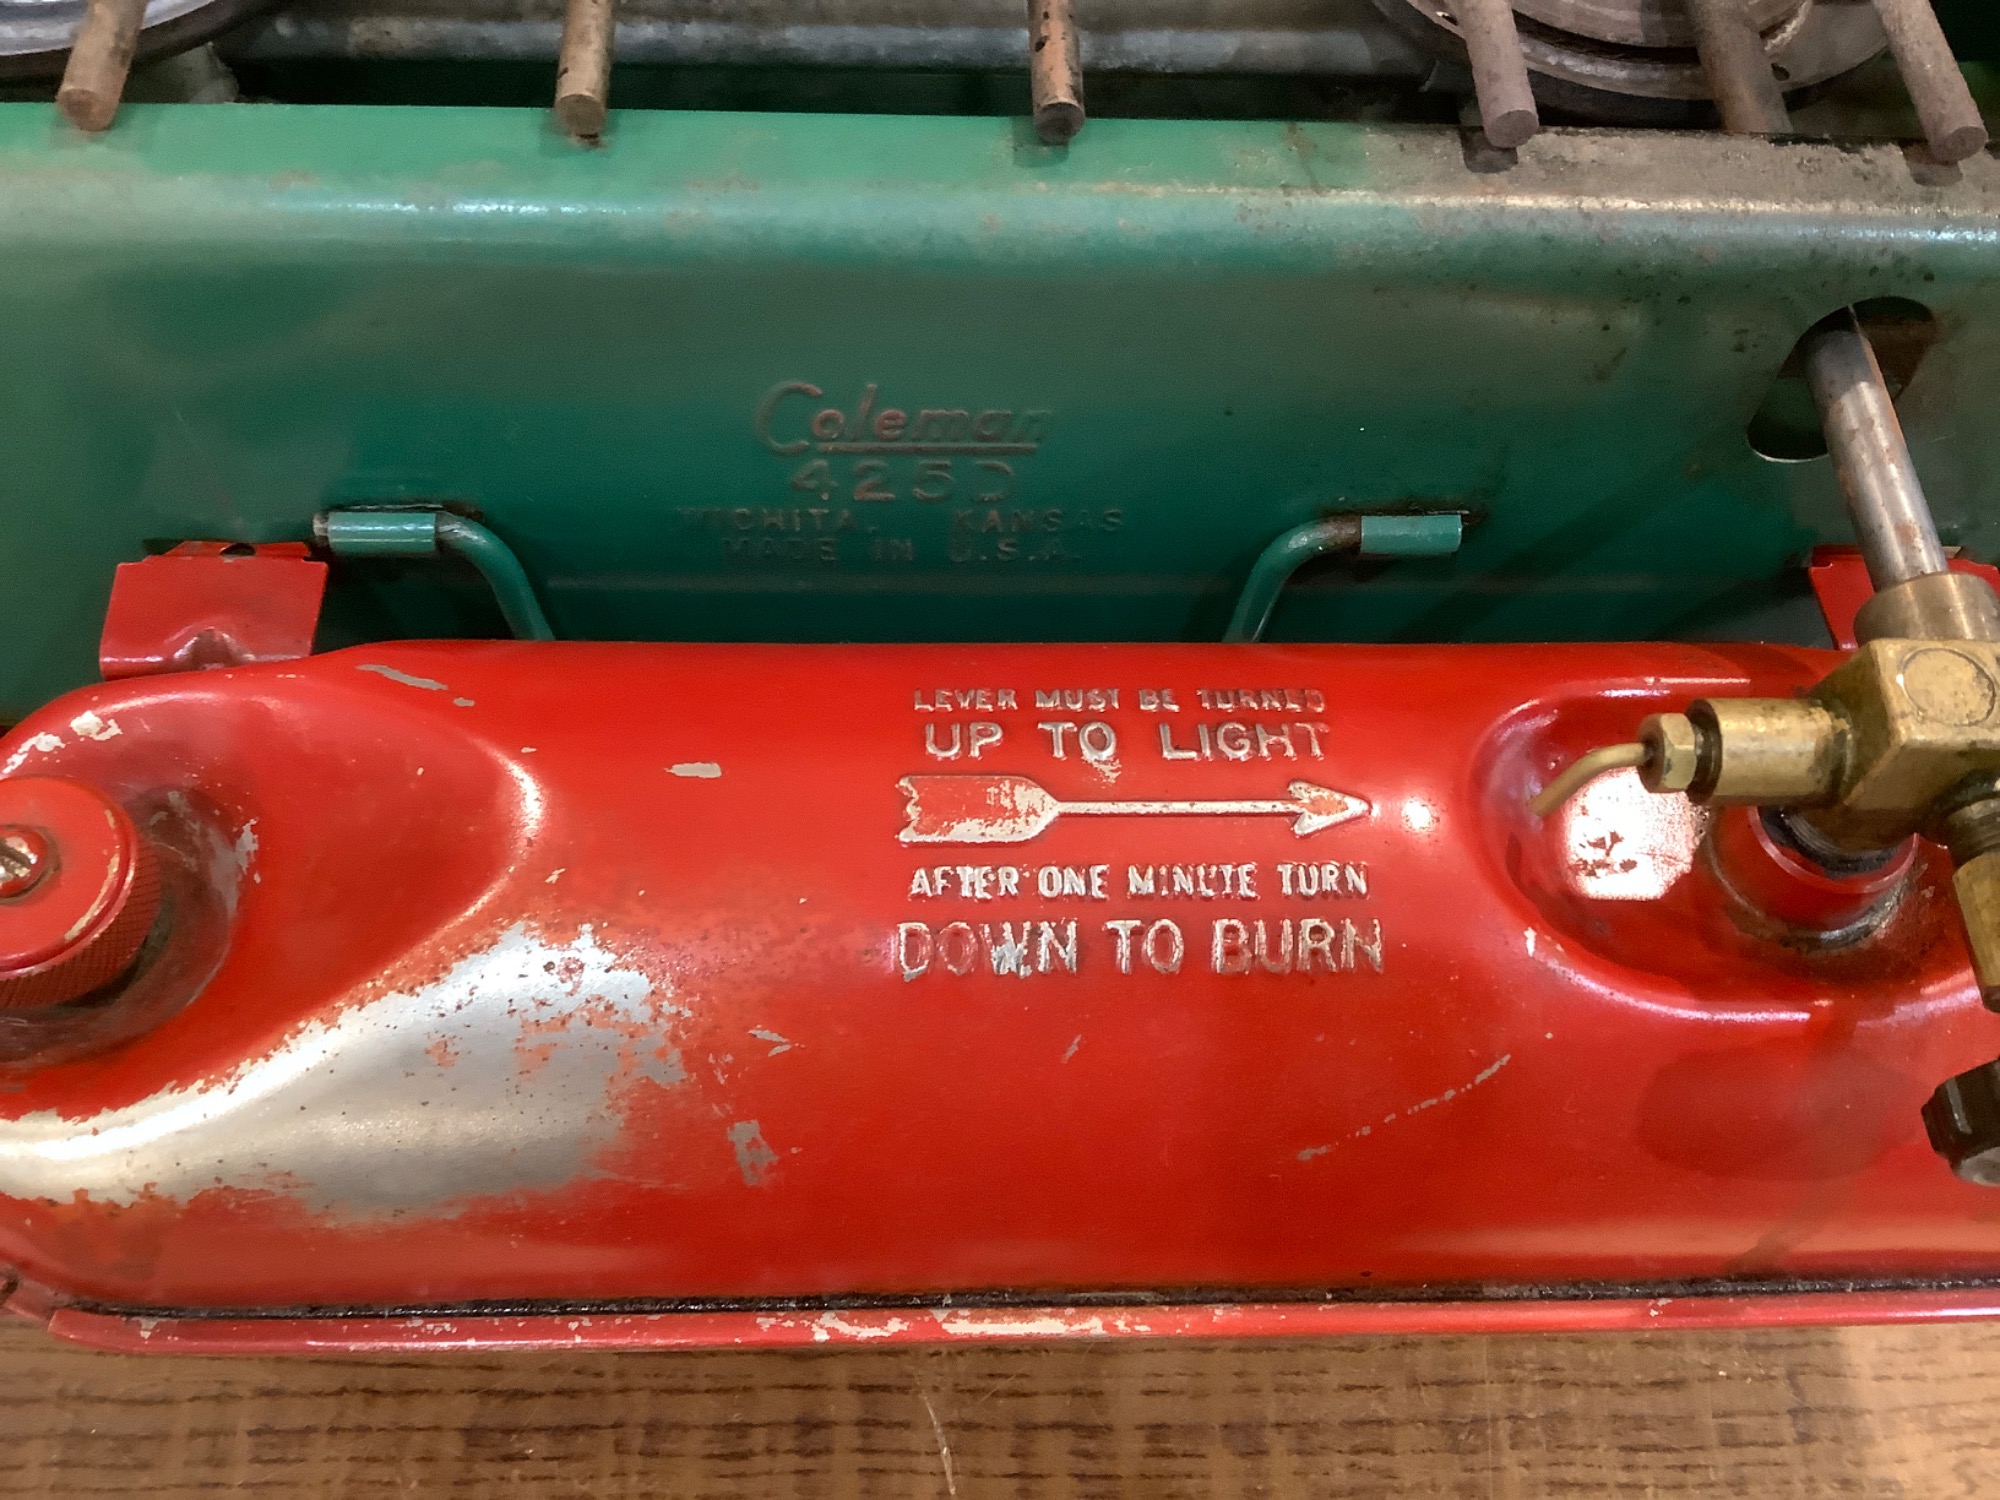 Coleman
425D
WICHITA, KANSAS
MADE IN U.S.A.
LEVER MUST BE TURNED
UP TO LIGHT
AFTER ONE MINUTE TURN
DOWN TO BURN